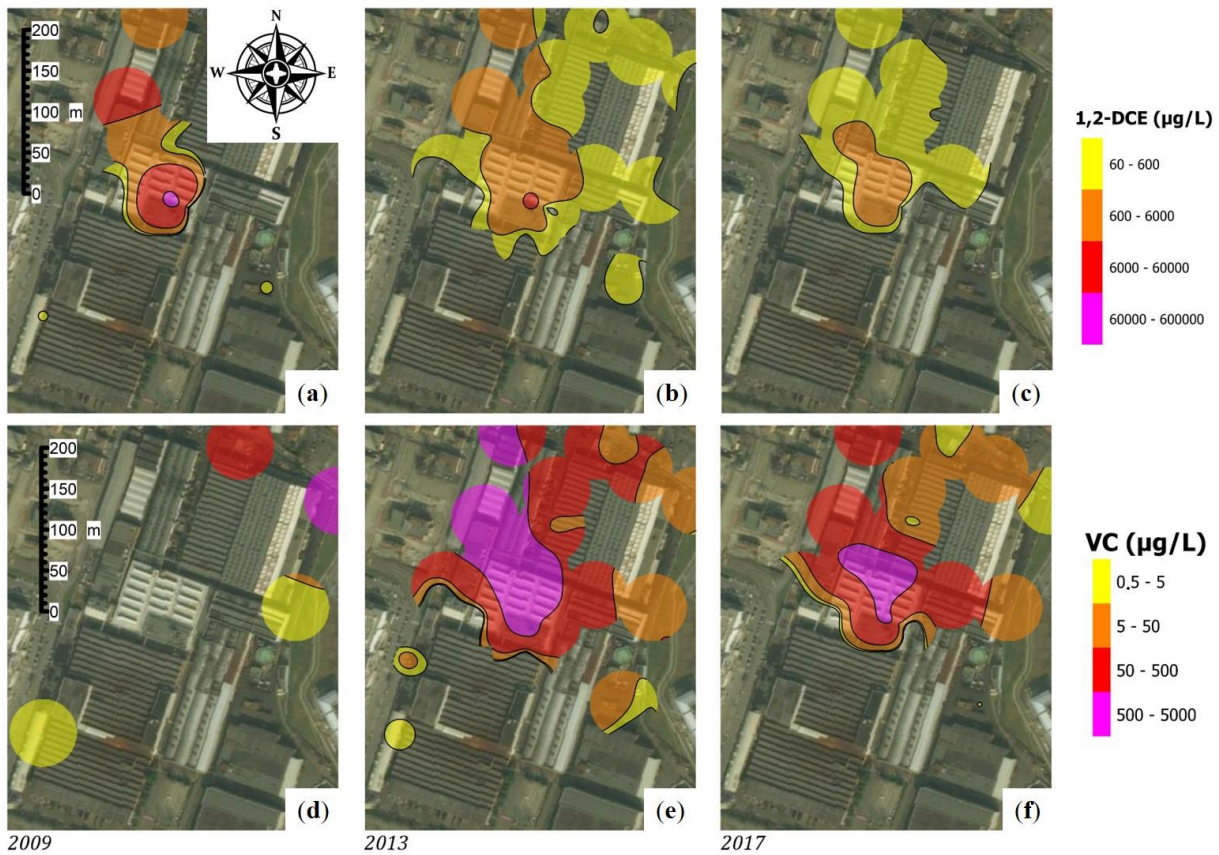 200
150
100 m
50
0
N
W E
S
(a)
(b)
(c)
1,2-DCE (µg/L)
60 - 600
600 - 6000
6000 - 60000
60000 - 600000
200
150
100 m
50
0
(d)
(e)
(f)
VC (µg/L)
0.5 - 5
5 - 50
50 - 500
500 - 5000
2009
2013
2017